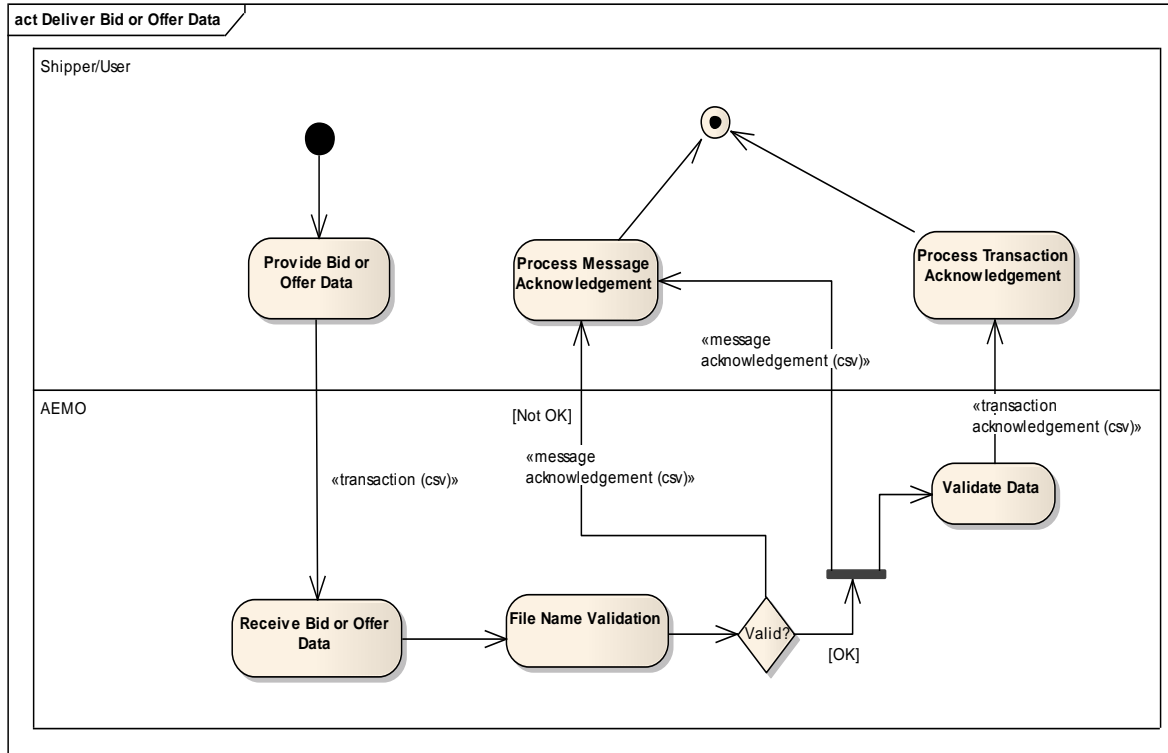 act Deliver Bid or Offer Data
Shipper/User
Provide Bid or
Offer Data
Process Message
Acknowledgement
Process Transaction
Acknowledgement
«message
acknowledgement (csv)»
AEMO
[Not OK]
«transaction
acknowledgement (csv)»
«message
acknowledgement (csv)»
«transaction (csv)»
Validate Data
Receive Bid or Offer
Data
File Name Validation
Valid?
[OK]